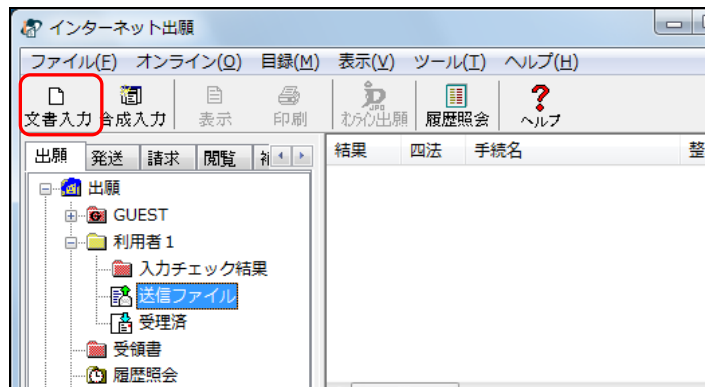 インターネット出願
ファイル(F) オンライン(O) 目録(M) 表示(V) ツール(T) ヘルプ(H)
文書入力 合成入力 表示 印刷 オンライン出願 履歴照会 ヘルプ
出願 発送 請求 閲覧
結果 四法 手続名 整
出願
GUEST
利用者1
入力チェック結果
送信ファイル
受理済
受領書
履歴照会